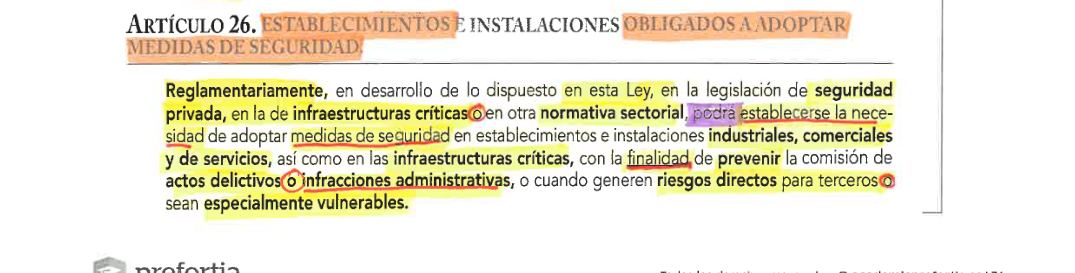 ARTÍCULO 26. ESTABLECIMIENTOS E INSTALACIONES OBLIGADOS A ADOPTAR
MEDIDAS DE SEGURIDAD.
Reglamentariamente, en desarrollo de lo dispuesto en esta Ley, en la legislación de seguridad
privada, en la de infraestructuras críticas o en otra normativa sectorial, podrá establecerse la nece-
sidad de adoptar medidas de seguridad en establecimientos e instalaciones industriales, comerciales
y de servicios, así como en las infraestructuras críticas, con la finalidad de prevenir la comisión de
actos delictivos o infracciones administrativas, o cuando generen riesgos directos para terceros o
sean especialmente vulnerables.
prefortia